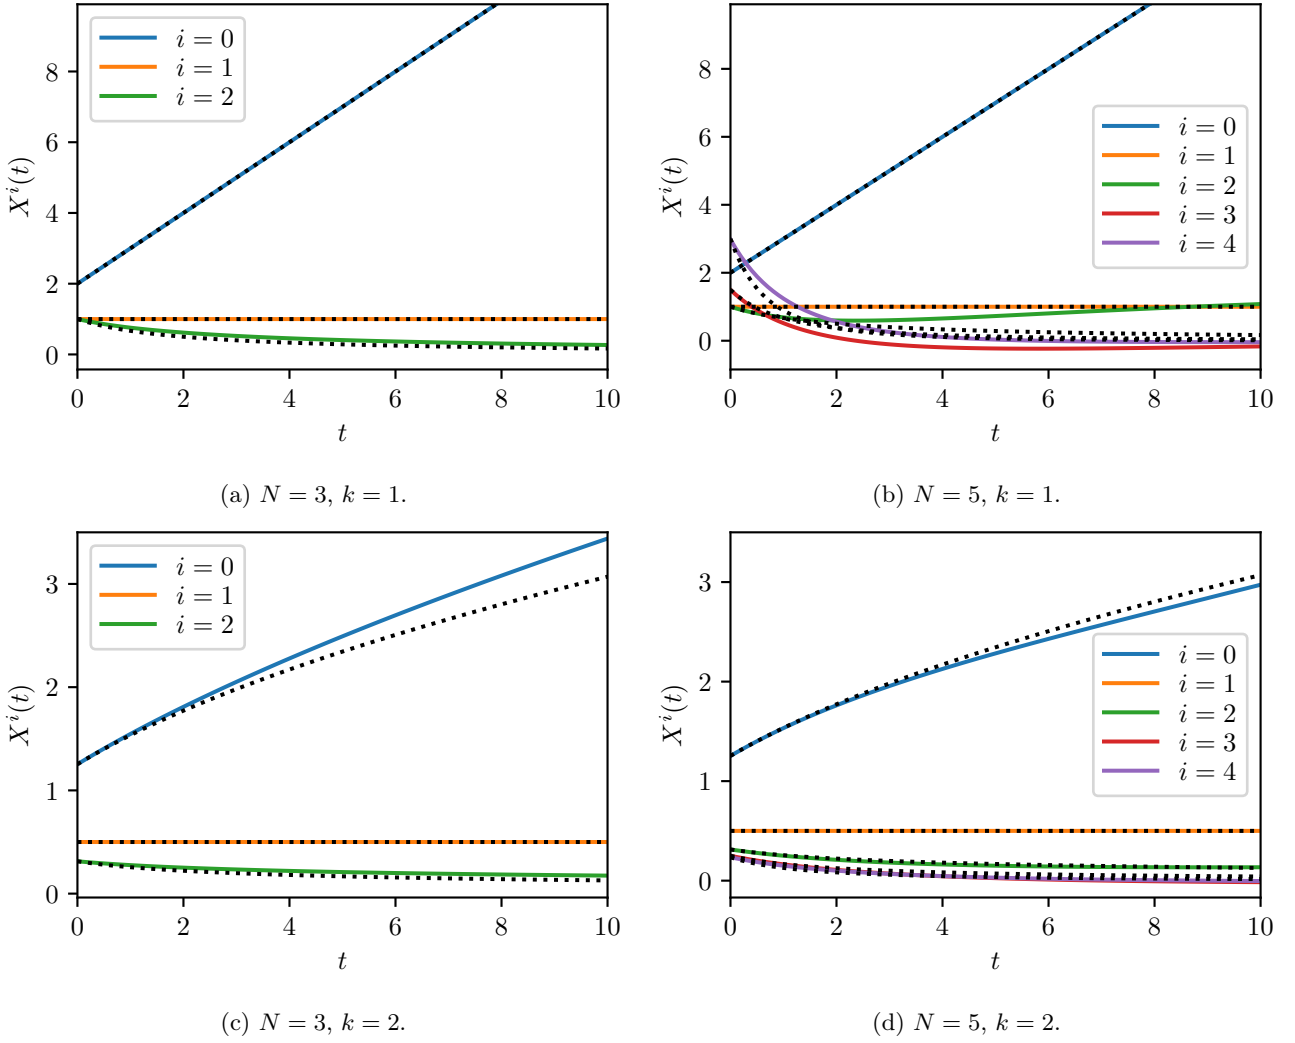 i = 0
i = 1
i = 2
8
6
4
2
0
X^i(t)
0 2 4 6 8 10
t
(a) N = 3, k = 1.
i = 0
i = 1
i = 2
i = 3
i = 4
8
6
4
2
0
X^i(t)
0 2 4 6 8 10
t
(b) N = 5, k = 1.
i = 0
i = 1
i = 2
3
2
1
0
X^i(t)
0 2 4 6 8 10
t
(c) N = 3, k = 2.
i = 0
i = 1
i = 2
i = 3
i = 4
3
2
1
0
X^i(t)
0 2 4 6 8 10
t
(d) N = 5, k = 2.